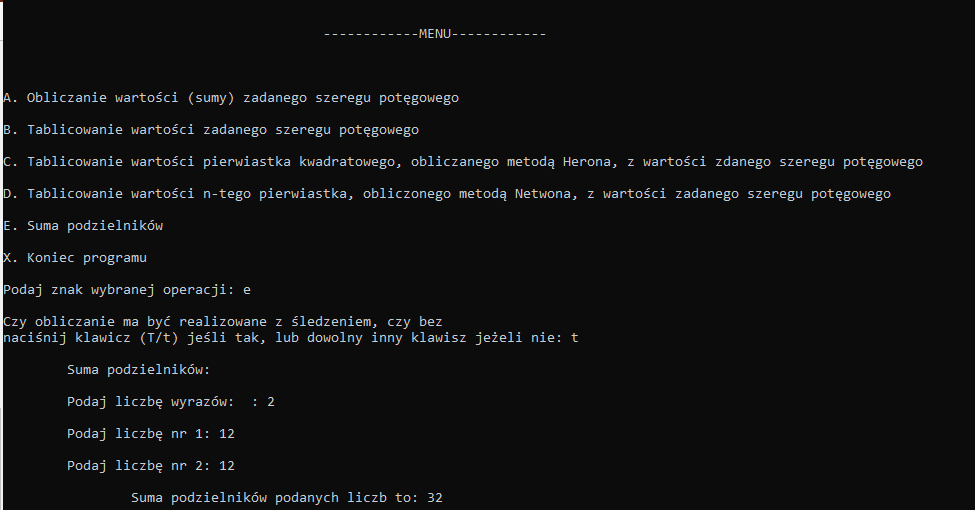 ------------MENU------------
A. Obliczanie wartości (sumy) zadanego szeregu potęgowego
B. Tablicowanie wartości zadanego szeregu potęgowego
C. Tablicowanie wartości pierwiastka kwadratowego, obliczanego metodą Herona, z wartości zdanego szeregu potęgowego
D. Tablicowanie wartości n-tego pierwiastka, obliczonego metodą Netwona, z wartości zadanego szeregu potęgowego
E. Suma podzielników
X. Koniec programu
Podaj znak wybranej operacji: e
Czy obliczanie ma być realizowane z śledzeniem, czy bez
naciśnij klawicz (T/t) jeśli tak, lub dowolny inny klawisz jeżeli nie: t
Suma podzielników:
Podaj liczbę wyrazów:  : 2
Podaj liczbę nr 1: 12
Podaj liczbę nr 2: 12
Suma podzielników podanych liczb to: 32